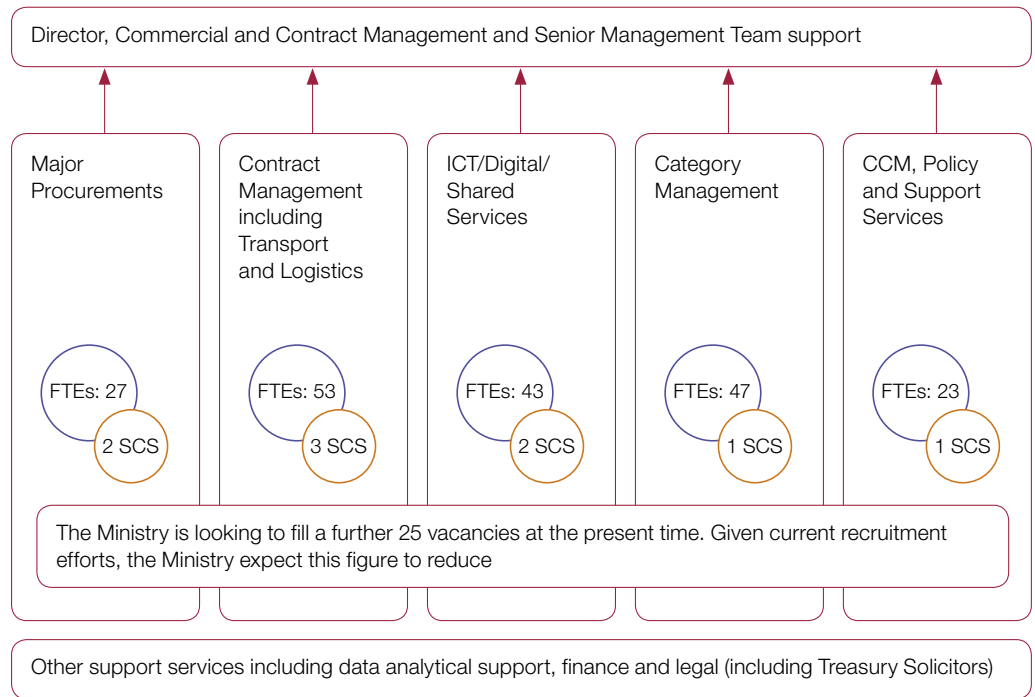 Director, Commercial and Contract Management and Senior Management Team support
Major
Procurements
FTEs: 27
2 SCS
Contract
Management
including
Transport
and Logistics
FTEs: 53
3 SCS
ICT/Digital/
Shared
Services
FTEs: 43
2 SCS
Category
Management
FTEs: 47
1 SCS
CCM, Policy
and Support
Services
FTEs: 23
1 SCS
The Ministry is looking to fill a further 25 vacancies at the present time. Given current recruitment
efforts, the Ministry expect this figure to reduce
Other support services including data analytical support, finance and legal (including Treasury Solicitors)